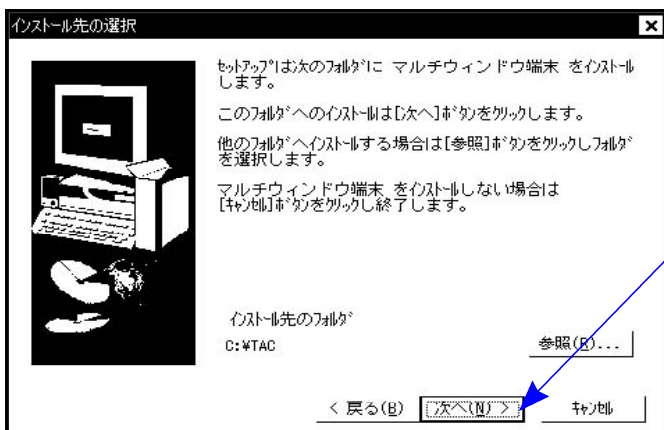 インストール先の選択
ｾｯﾄｱｯﾌﾟは次のﾌｫﾙﾀﾞに マルチウィンドウ端末 をｲﾝｽﾄｰﾙ
します。
このﾌｫﾙﾀﾞへのｲﾝｽﾄｰﾙは[次へ]ﾎﾞﾀﾝをｸﾘｯｸします。
他のﾌｫﾙﾀﾞへｲﾝｽﾄｰﾙする場合は[参照]ﾎﾞﾀﾝをｸﾘｯｸしﾌｫﾙﾀﾞ
を選択します。
マルチウィンドウ端末 をｲﾝｽﾄｰﾙしない場合は
[ｷｬﾝｾﾙ]ﾎﾞﾀﾝをｸﾘｯｸし終了します。
ｲﾝｽﾄｰﾙ先のﾌｫﾙﾀﾞ
C:¥TAC
参照(R)...
< 戻る(B)
次へ(N) >
ｷｬﾝｾﾙ